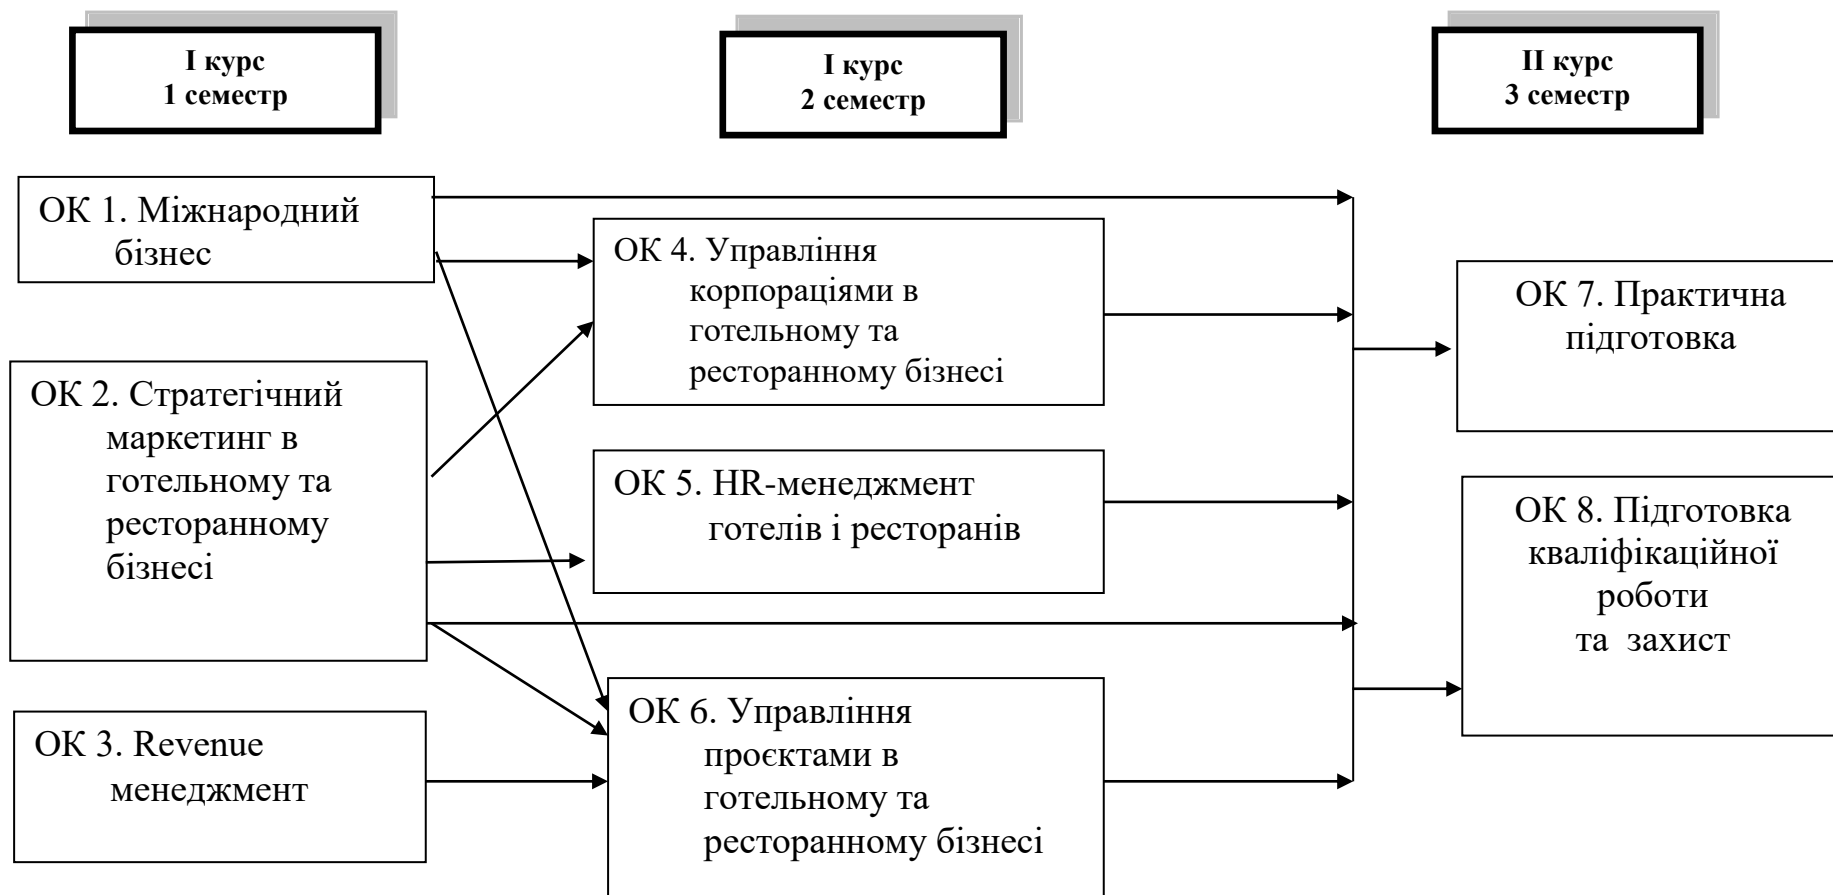 I курс
1 семестр
I курс
2 семестр
II курс
3 семестр
ОК 1. Міжнародний
бізнес
ОК 2. Стратегічний
маркетинг в
готельному та
ресторанному
бізнесі
ОК 3. Revenue
менеджмент
ОК 4. Управління
корпораціями в
готельному та
ресторанному бізнесі
ОК 5. HR-менеджмент
готелів і ресторанів
ОК 6. Управління
проєктами в
готельному та
ресторанному бізнесі
ОК 7. Практична
підготовка
ОК 8. Підготовка
кваліфікаційної
роботи
та захист